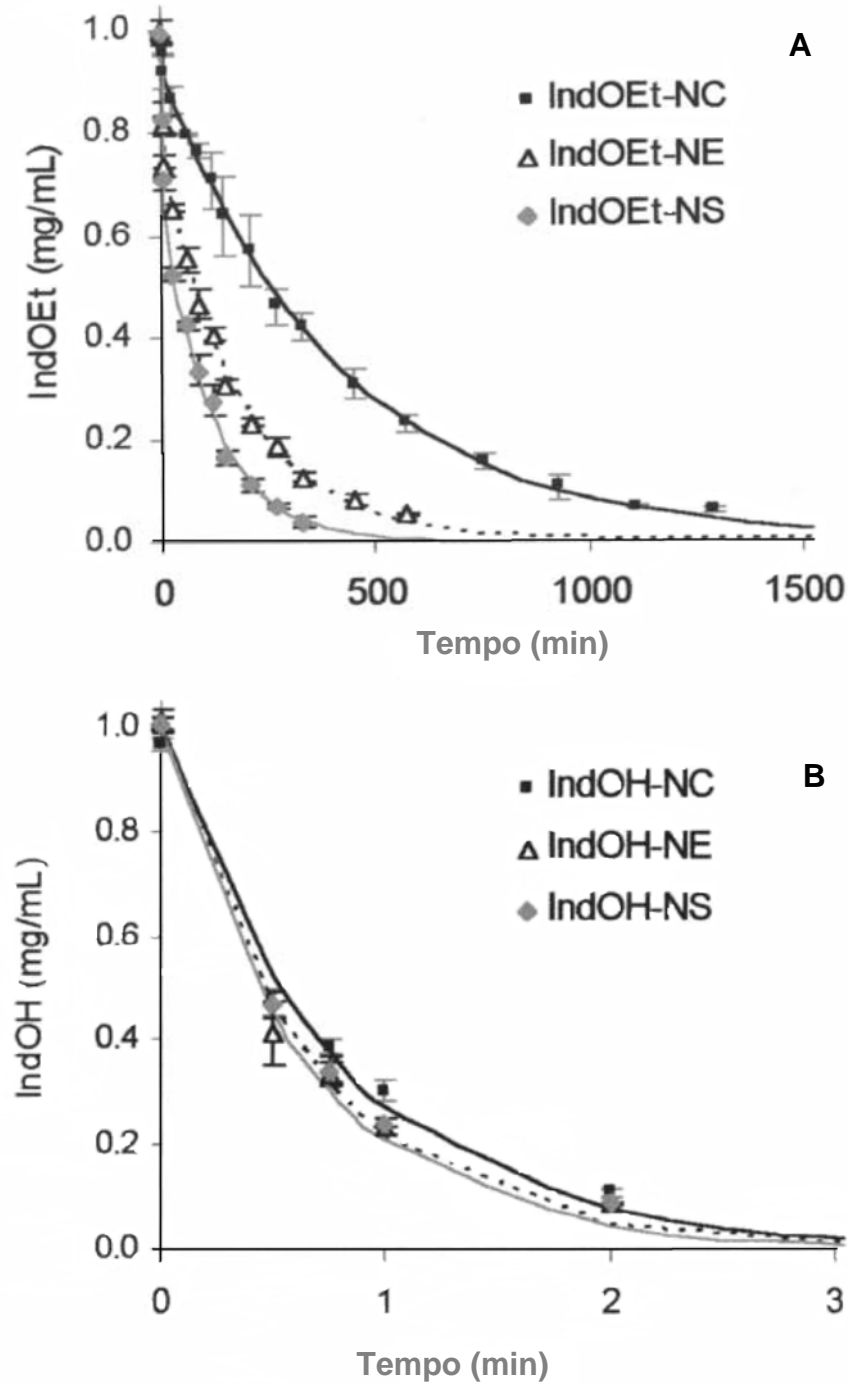 A
1.0
0.8
0.6
0.4
0.2
0.0
IndOEt (mg/mL)
IndOEt-NC
IndOEt-NE
IndOEt-NS
0 500 1000 1500
Tempo (min)
B
1.0
0.8
0.6
0.4
0.2
0.0
IndOH (mg/mL)
IndOH-NC
IndOH-NE
IndOH-NS
0 1 2 3
Tempo (min)